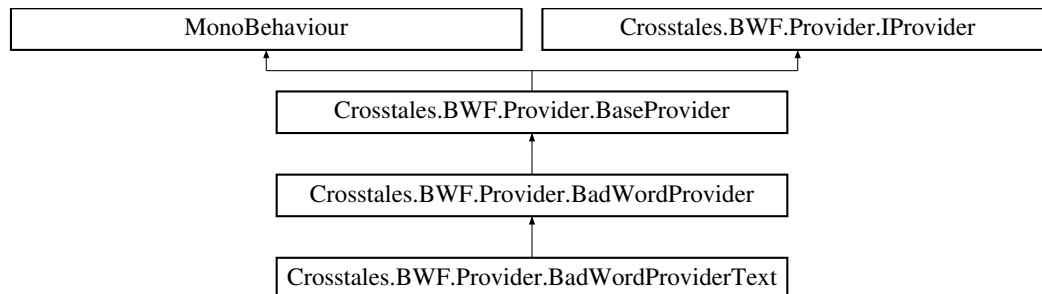 MonoBehaviour
Crosstales.BWF.Provider.IProvider
Crosstales.BWF.Provider.BaseProvider
Crosstales.BWF.Provider.BadWordProvider
Crosstales.BWF.Provider.BadWordProviderText